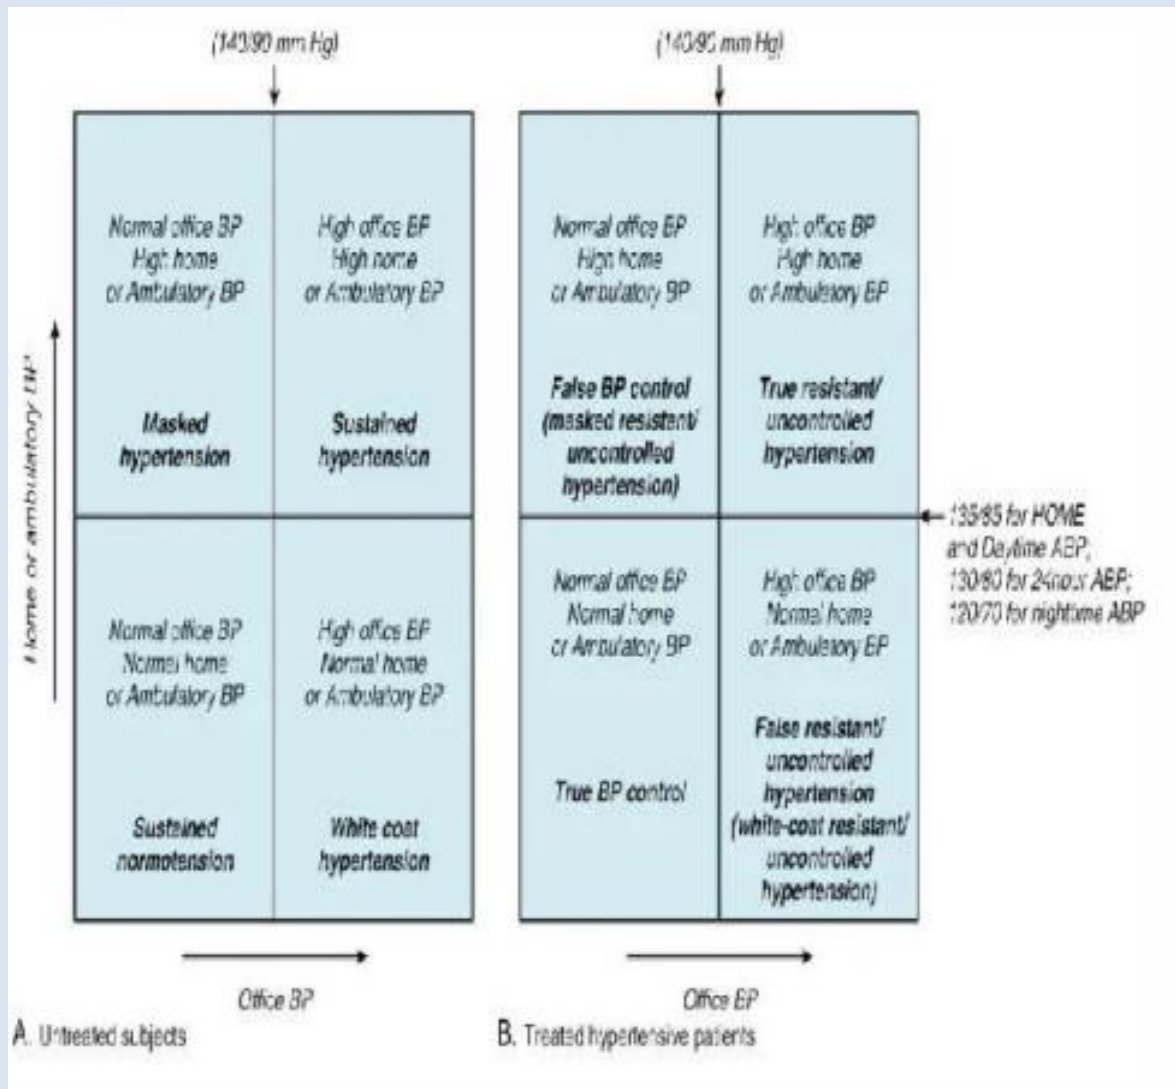 (140/90 mm Hg)
Normal office BP
High home
or Ambulatory BP
Masked
hypertension
High office BP
High home
or Ambulatory BP
Sustained
hypertension
Normal office BP
Normal home
or Ambulatory BP
Sustained
normotension
High office BP
Normal home
or Ambulatory BP
White coat
hypertension
Home or ambulatory BP
Office BP
A. Untreated subjects
(140/90 mm Hg)
Normal office BP
High home
or Ambulatory BP
False BP control
(masked resistant/
uncontrolled
hypertension)
High office BP
High home
or Ambulatory BP
True resistant/
uncontrolled
hypertension
Normal office BP
Normal home
or Ambulatory BP
True BP control
High office BP
Normal home
or Ambulatory BP
False resistant/
uncontrolled
hypertension
(white-coat resistant/
uncontrolled
hypertension)
135/85 for HOME
and Daytime ABP;
130/80 for 24hour ABP;
120/70 for nighttime ABP
Office BP
B. Treated hypertensive patients